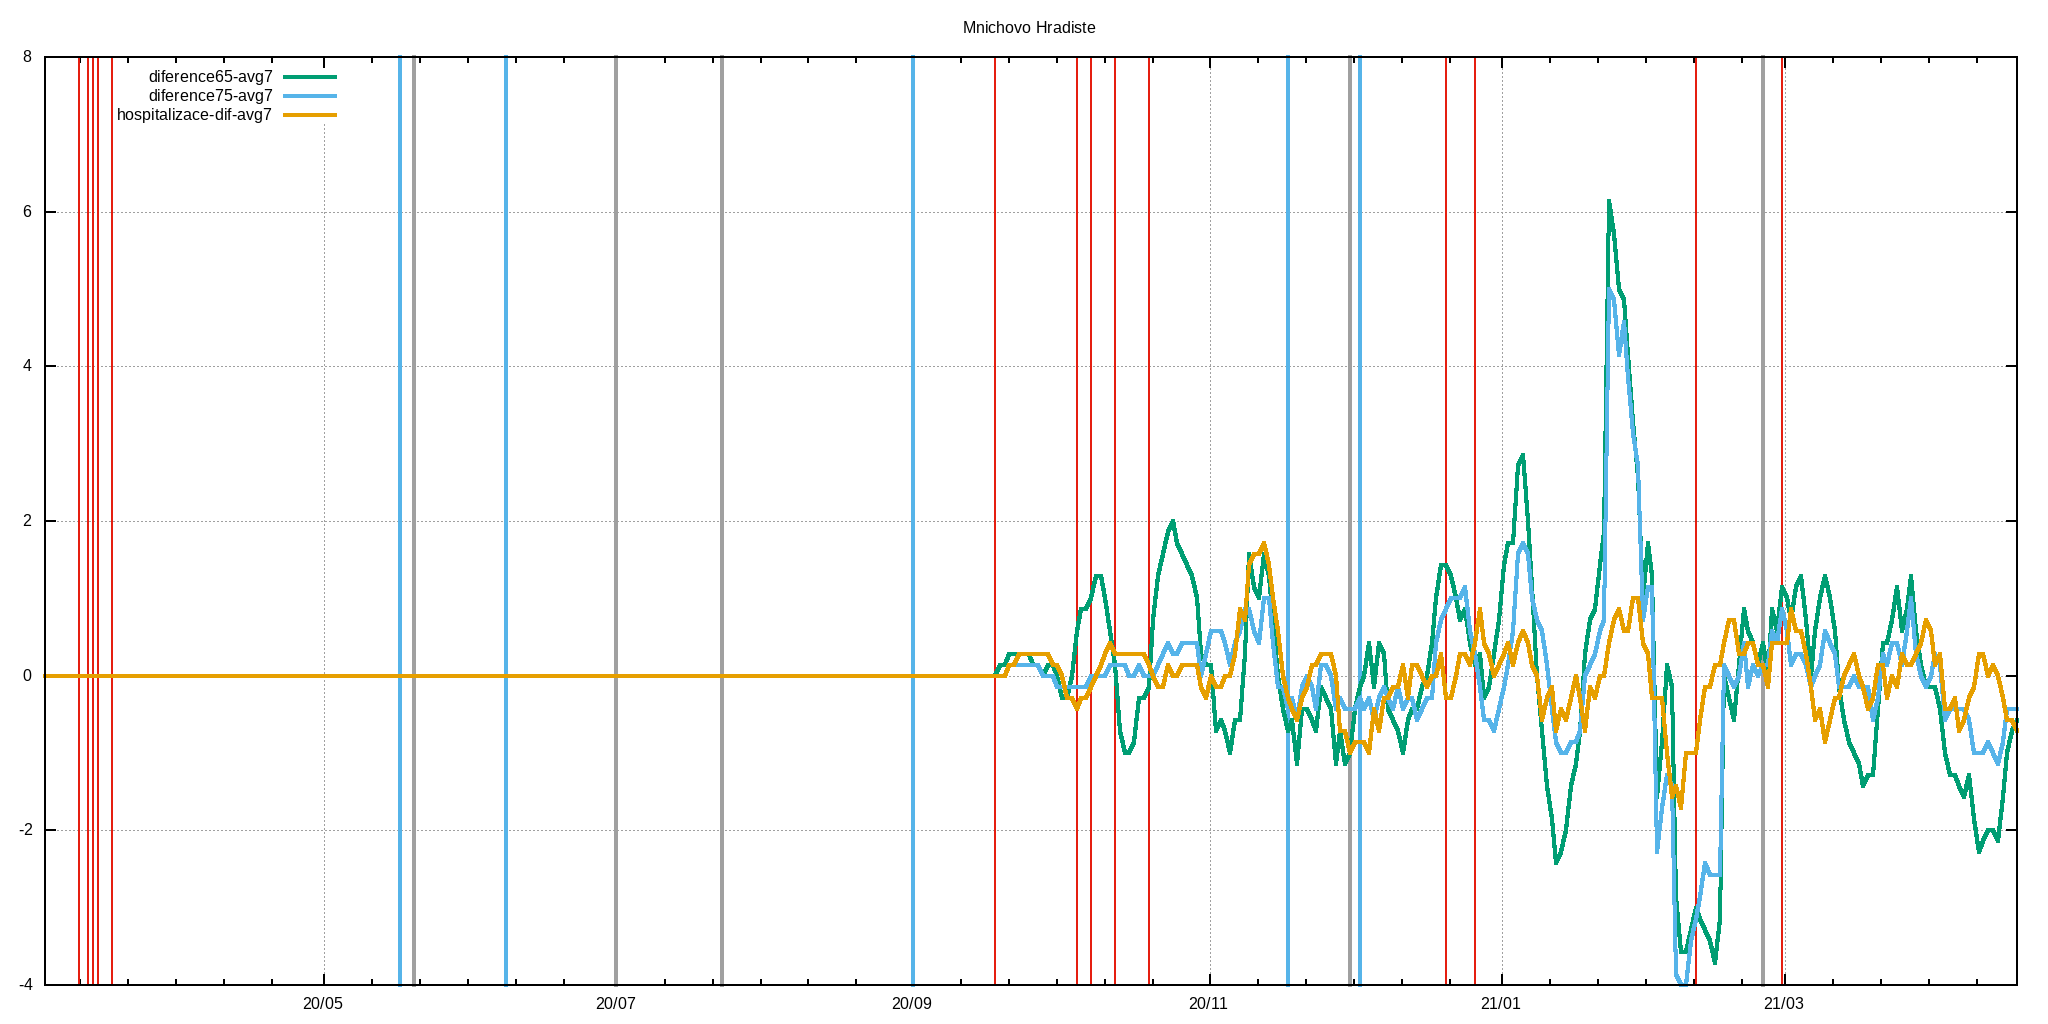 Mnichovo Hradiste
diference65-avg7
diference75-avg7
hospitalizace-dif-avg7
8
6
4
2
0
-2
-4
20/05 20/07 20/09 20/11 21/01 21/03